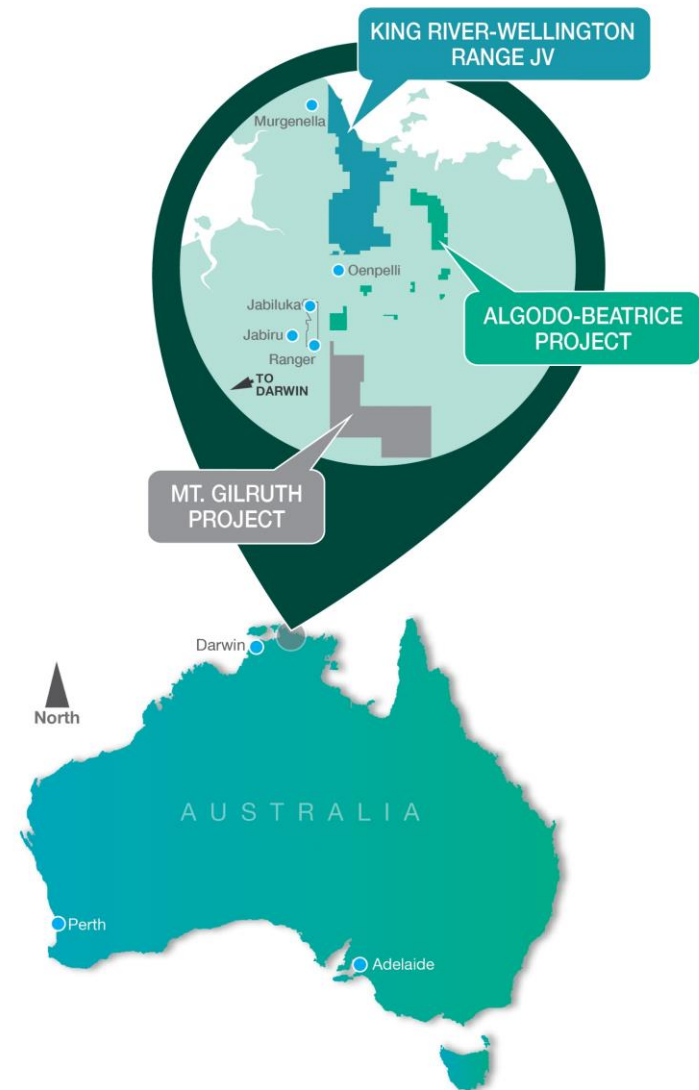 KING RIVER-WELLINGTON
RANGE JV
Murgenella
Oenpelli
ALGODO-BEATRICE
PROJECT
Jabiluka
Jabiru
Ranger
TO
DARWIN
MT. GILRUTH
PROJECT
Darwin
North
AUSTRALIA
Perth
Adelaide